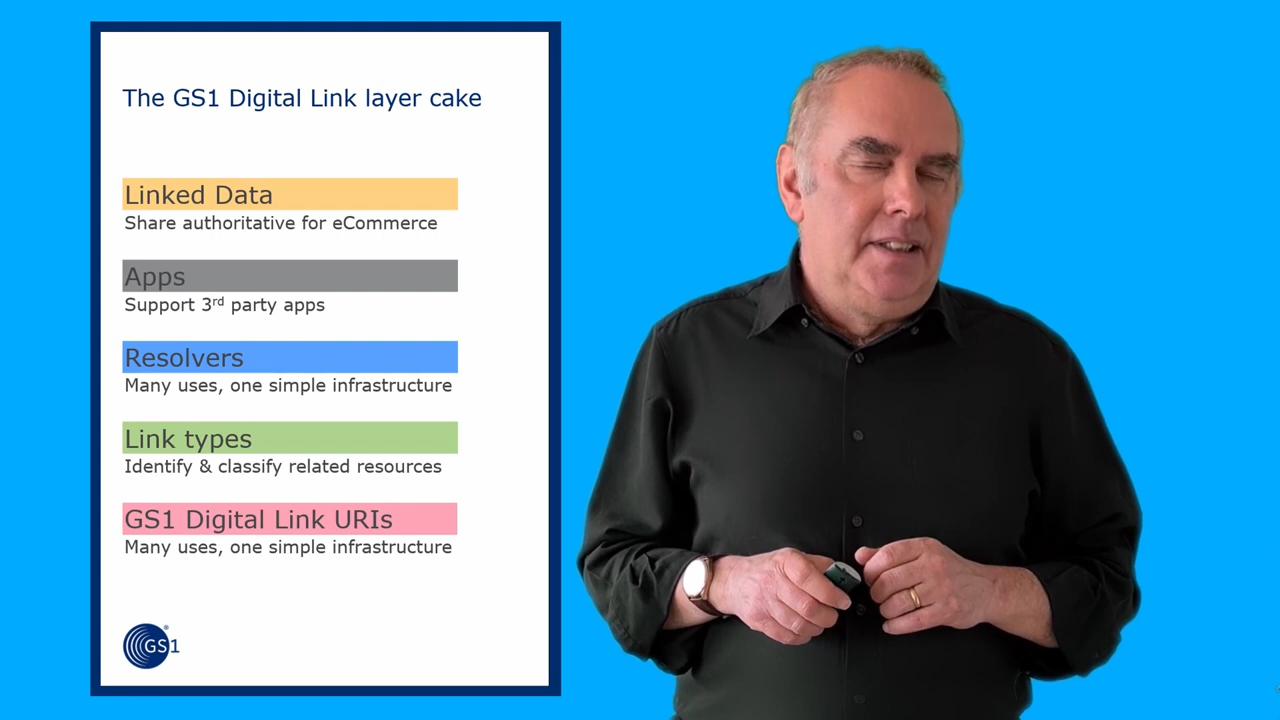 The GS1 Digital Link layer cake
Linked Data
Share authoritative for eCommerce
Apps
Support 3rd party apps
Resolvers
Many uses, one simple infrastructure
Link types
Identify & classify related resources
GS1 Digital Link URIs
Many uses, one simple infrastructure
GS1